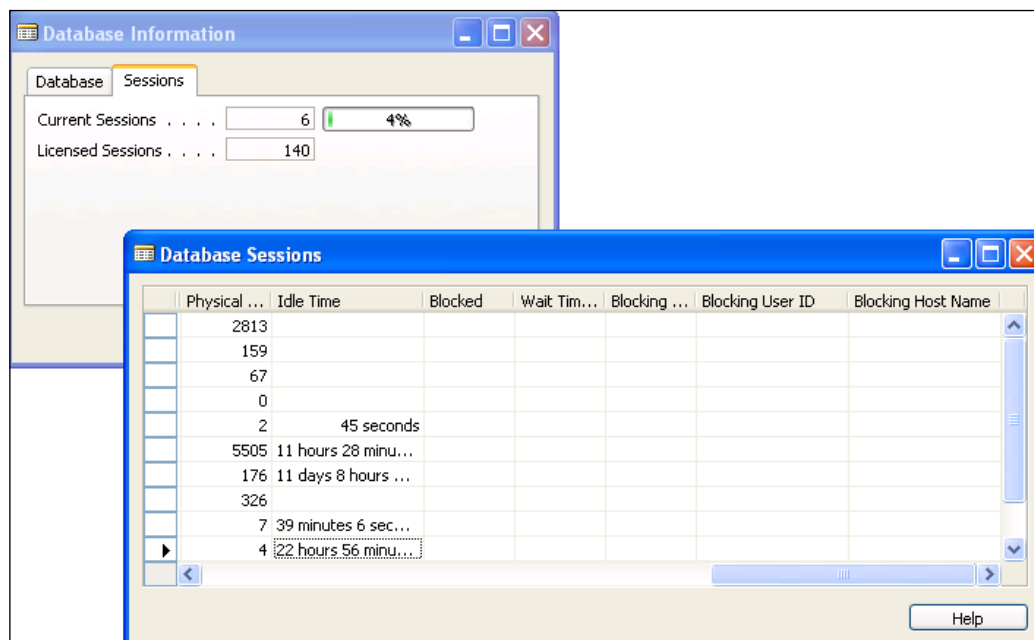 Database Information
Database Sessions
Current Sessions . . . . 6 4%
Licensed Sessions . . . . 140
Database Sessions
Physical ... Idle Time Blocked Wait Tim... Blocking ... Blocking User ID Blocking Host Name
2813
159
67
0
2 45 seconds
5505 11 hours 28 minu...
176 11 days 8 hours ...
326
7 39 minutes 6 sec...
4 22 hours 56 minu...
Help